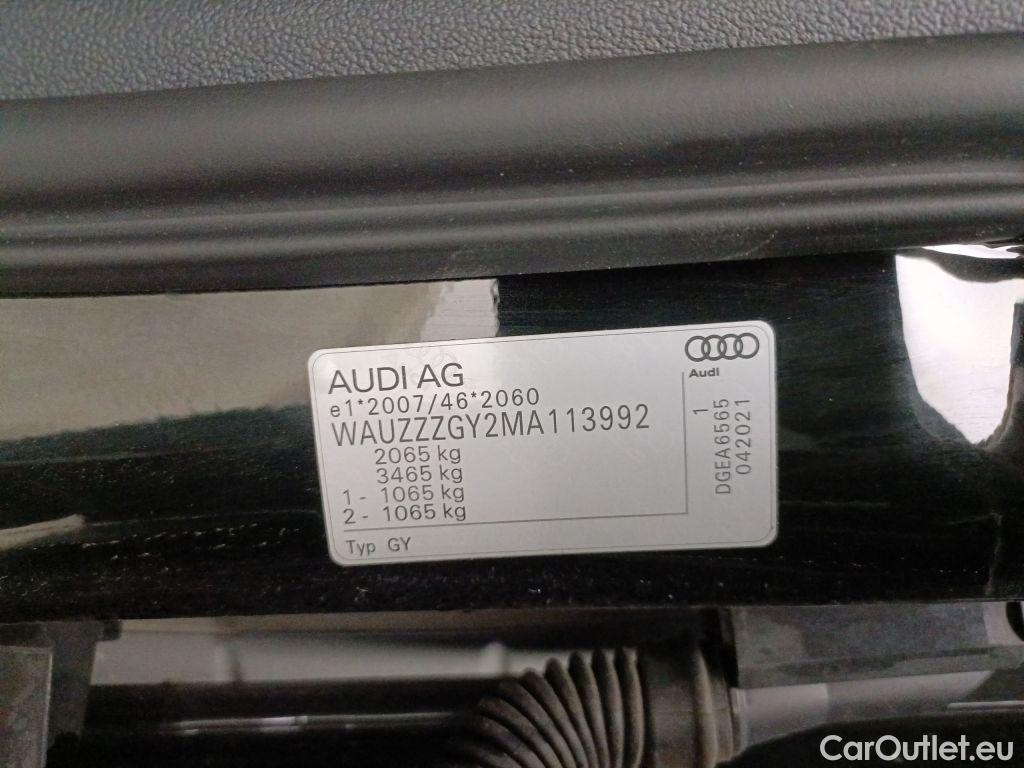 AUDI AG
e1*2007/46*2060
WAUZZZGY2MA113992
2065 kg
3465 kg
1 - 1065 kg
2 - 1065 kg
Typ GY
Audi
1
DGEA6565
042021
CarOutlet.eu